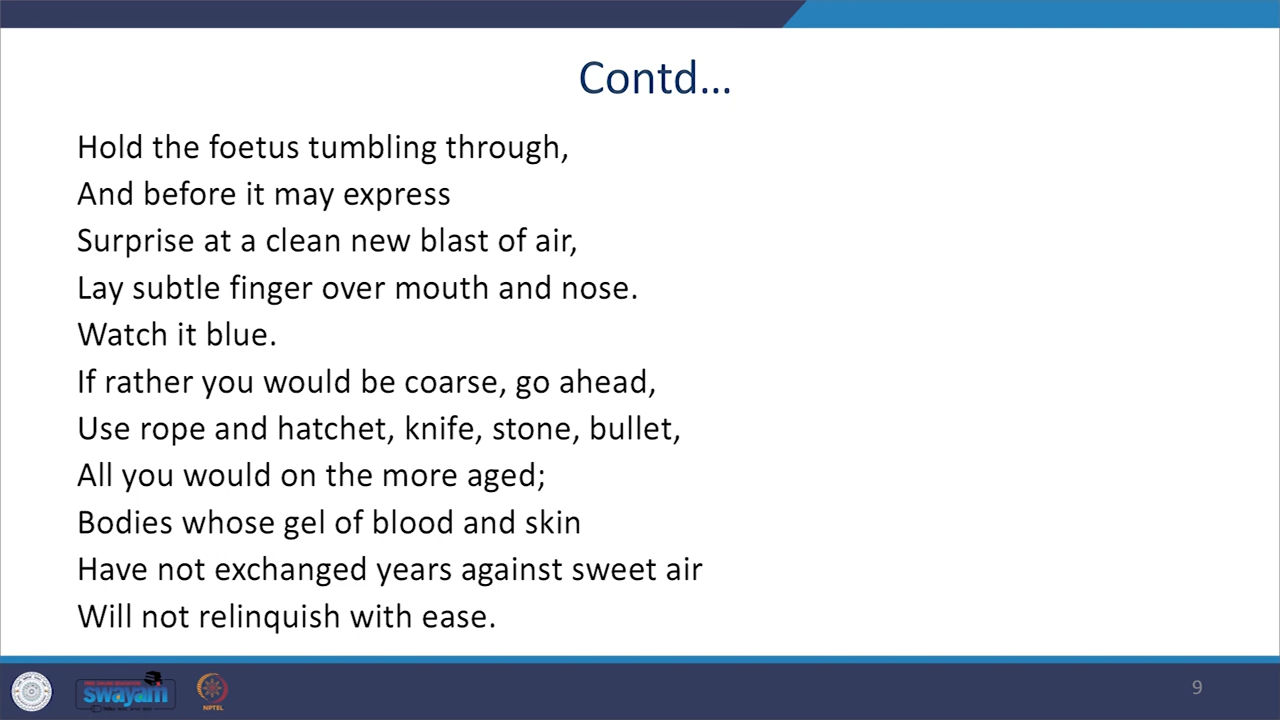 Contd...
Hold the foetus tumbling through,
And before it may express
Surprise at a clean new blast of air,
Lay subtle finger over mouth and nose.
Watch it blue.
If rather you would be coarse, go ahead,
Use rope and hatchet, knife, stone, bullet,
All you would on the more aged;
Bodies whose gel of blood and skin
Have not exchanged years against sweet air
Will not relinquish with ease.
swayam
NPTEL
9